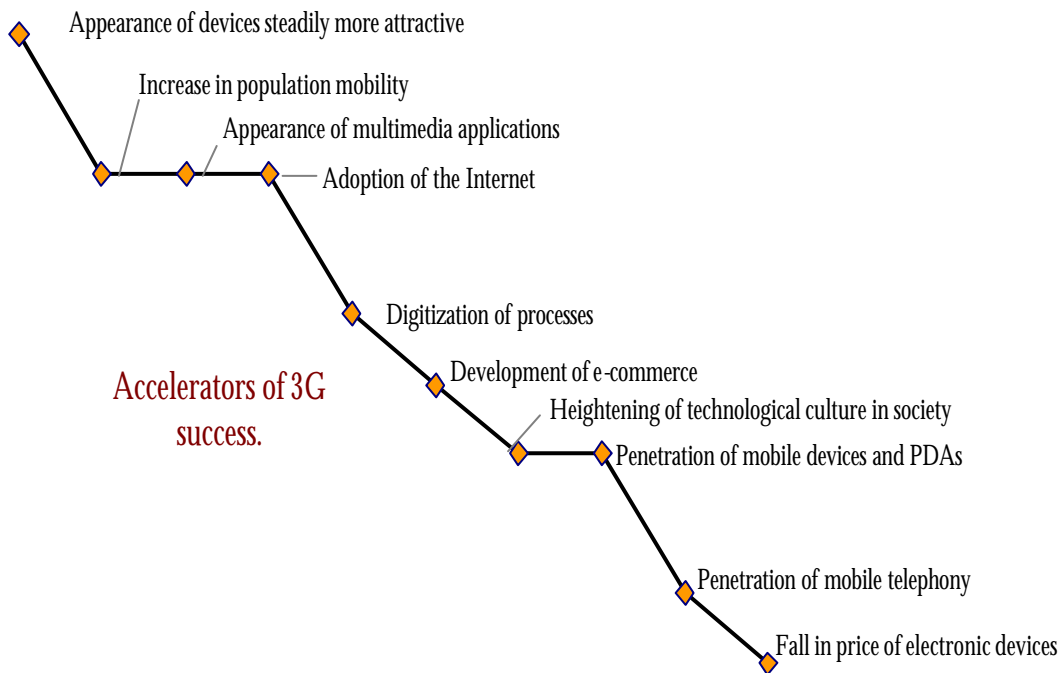 Appearance of devices steadily more attractive
Increase in population mobility
Appearance of multimedia applications
Adoption of the Internet
Digitization of processes
Development of e-commerce
Accelerators of 3G
success.
Heightening of technological culture in society
Penetration of mobile devices and PDAs
Penetration of mobile telephony
Fall in price of electronic devices